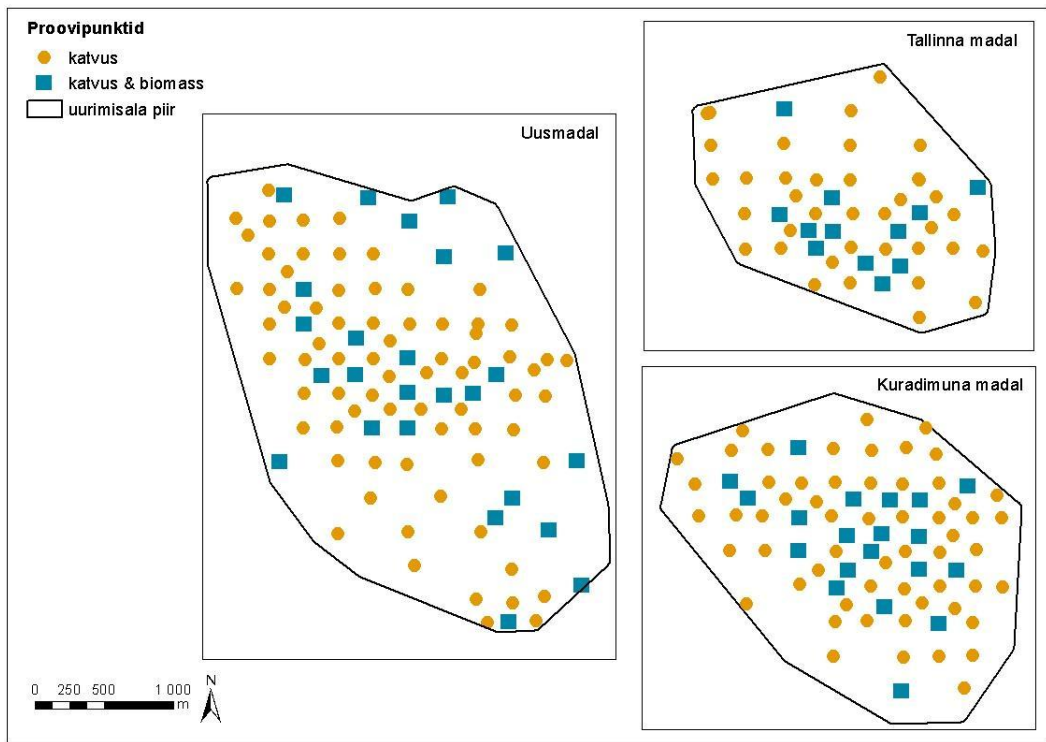 Proovipunktid
katvus
katvus & biomass
uurimisala piir
Uusmadal
Tallinna madal
Kuradimuna madal
0 250 500 1 000
m
N